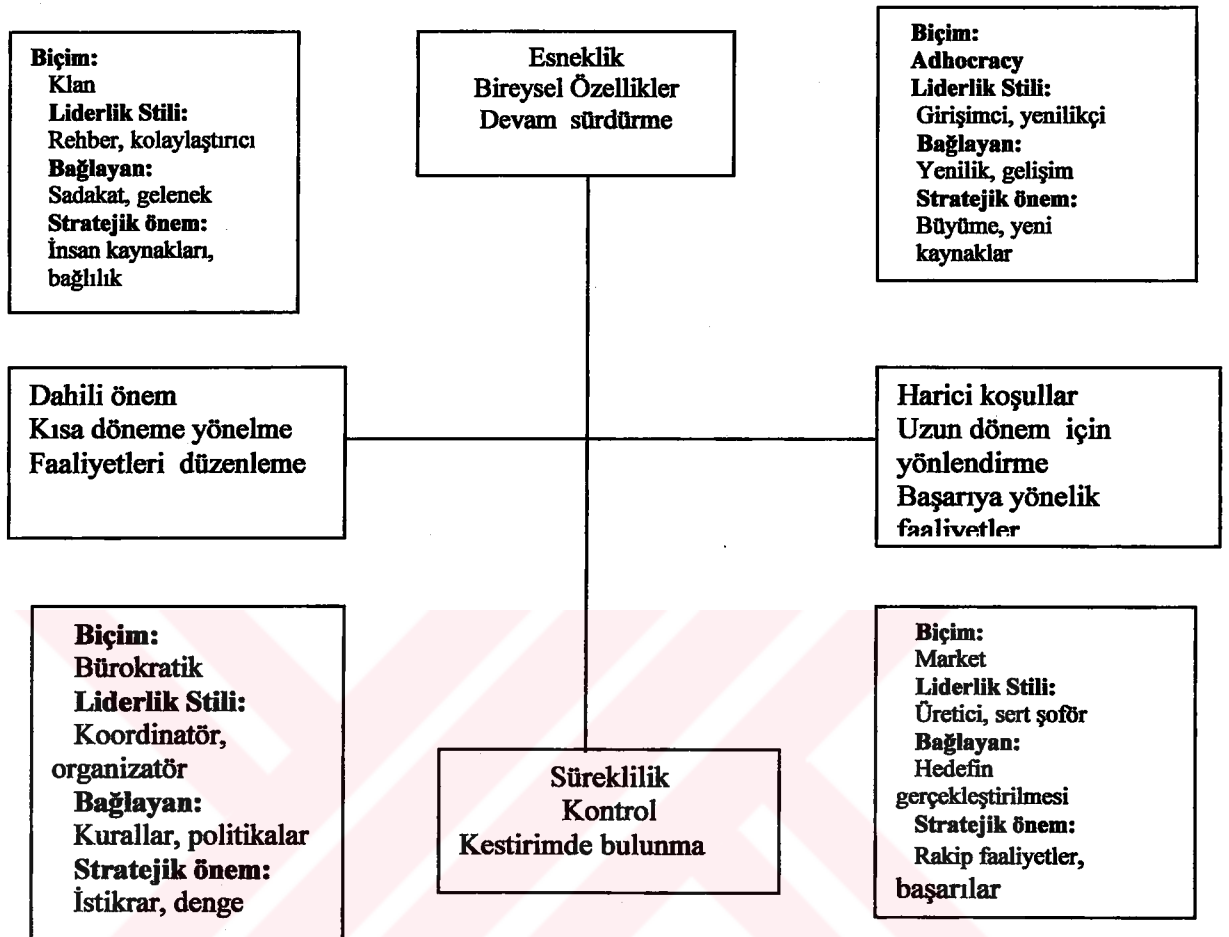 Biçim:
Klan
Liderlik Stili:
Rehber, kolaylaştırıcı
Bağlayan:
Sadakat, gelenek
Stratejik önem:
İnsan kaynakları,
bağlılık
Esneklik
Bireysel Özellikler
Devam sürdürme
Biçim:
Adhocracy
Liderlik Stili:
Girişimci, yenilikçi
Bağlayan:
Yenilik, gelişim
Stratejik önem:
Büyüme, yeni
kaynaklar
Dahili önem
Kısa döneme yönelme
Faaliyetleri düzenleme
Harici koşullar
Uzun dönem için
yönlendirme
Başarıya yönelik
faaliyetler
Biçim:
Bürokratik
Liderlik Stili:
Koordinatör,
organizatör
Bağlayan:
Kurallar, politikalar
Stratejik önem:
İstikrar, denge
Süreklilik
Kontrol
Kestirimde bulunma
Biçim:
Market
Liderlik Stili:
Üretici, sert şoför
Bağlayan:
Hedefin
gerçekleştirilmesi
Stratejik önem:
Rakip faaliyetler,
başarılar